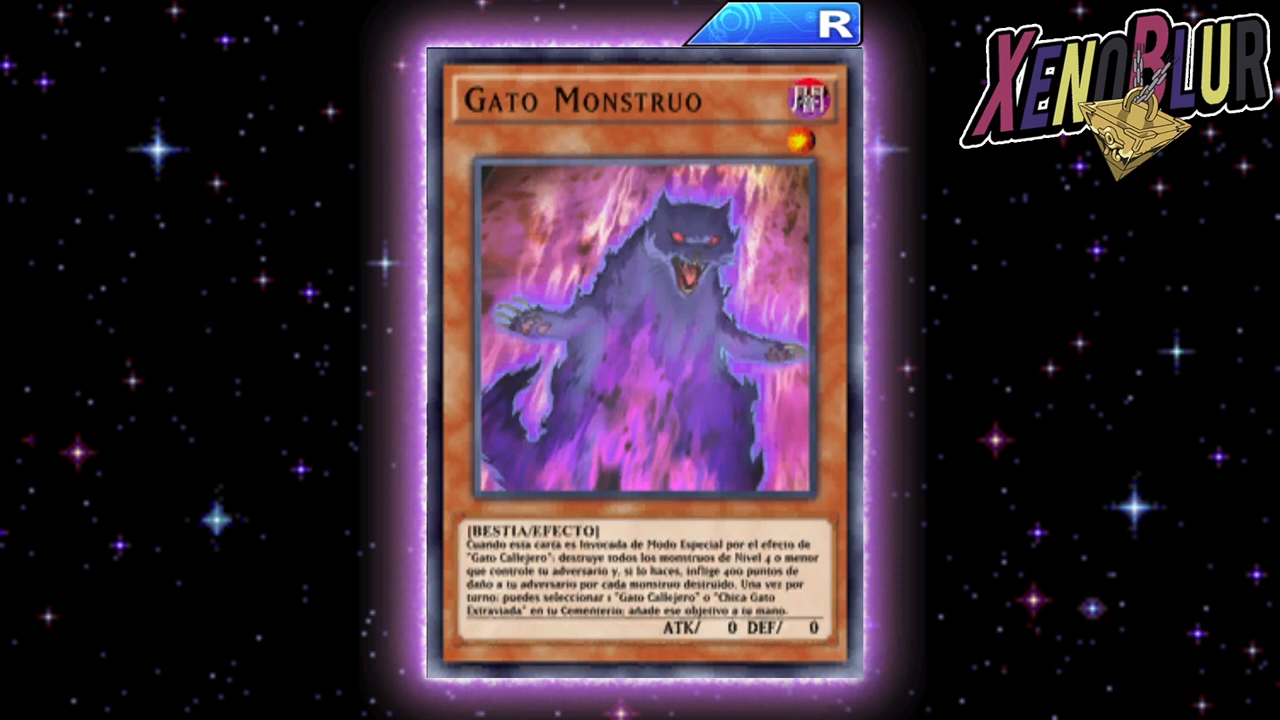 R
XENOBLUR
GATO MONSTRUO
[BESTIA/EFECTO]
Cuando esta carta es Invocada de Modo Especial por el efecto de
"Gato Callejero": destruye todos los monstruos de Nivel 4 o menor
que controle tu adversario y, si lo haces, inflige 400 puntos de
daño a tu adversario por cada monstruo destruido. Una vez por
turno: puedes seleccionar 1 "Gato Callejero" o "Chica Gato
Extraviada" en tu Cementerio; añade ese objetivo a tu mano.
ATK/ 0 DEF/ 0